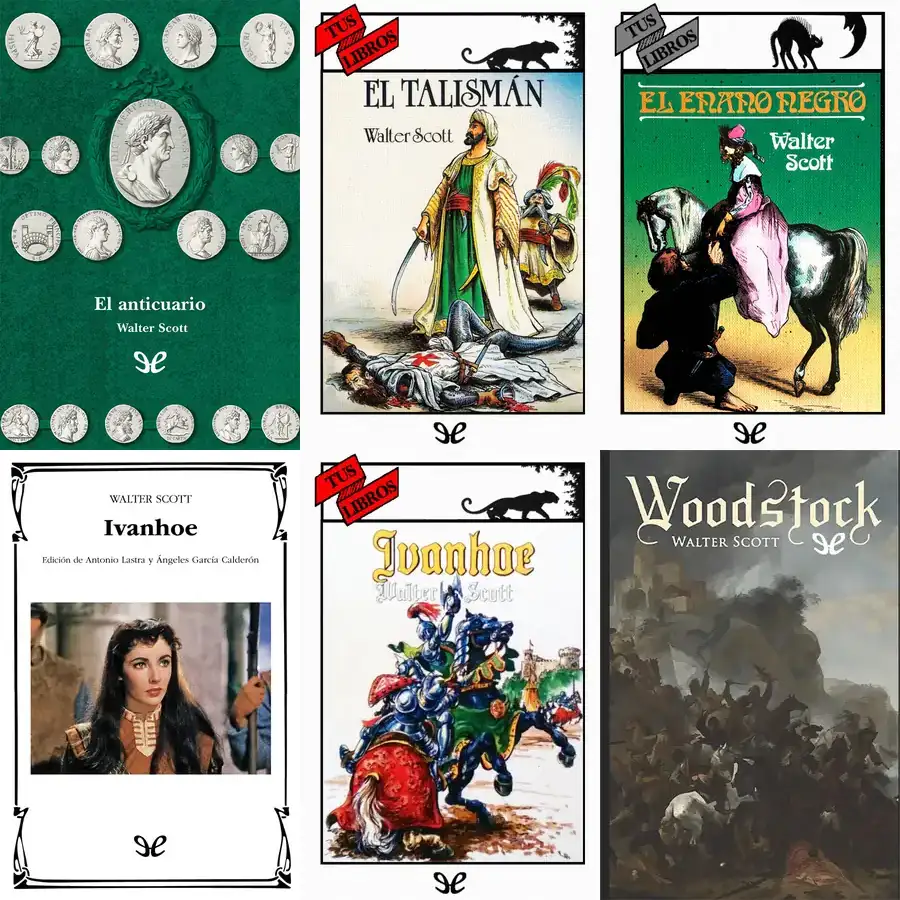 El anticuario
Walter Scott
TUS
LIBROS
EL TALISMÁN
Walter Scott
TUS
LIBROS
EL ENANO NEGRO
Walter
Scott
WALTER SCOTT
Ivanhoe
Edición de Antonio Lastra y Ángeles García Calderón
TUS
LIBROS
Ivanhoe
Walter Scott
Woodstock
WALTER SCOTT